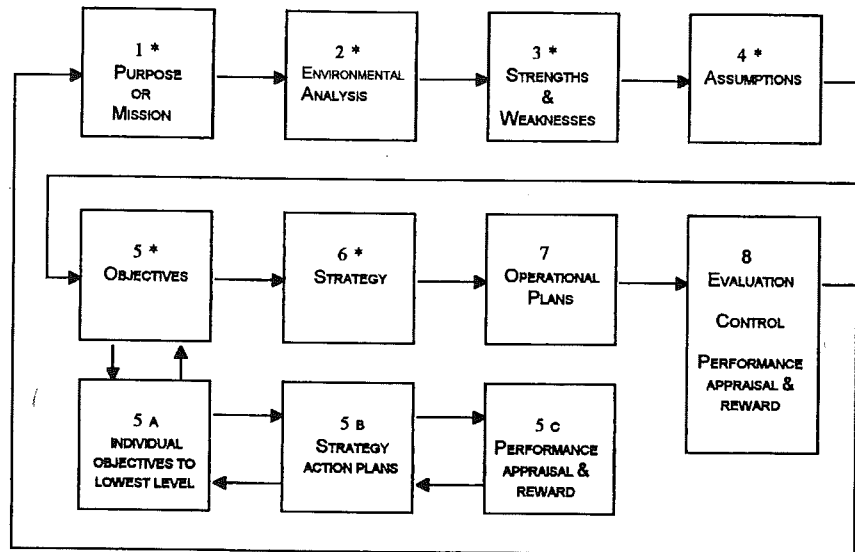 1 *
PURPOSE
OR
MISSION
2 *
ENVIRONMENTAL
ANALYSIS
3 *
STRENGTHS
&
WEAKNESSES
4 *
ASSUMPTIONS
5 *
OBJECTIVES
6 *
STRATEGY
7
OPERATIONAL
PLANS
8
EVALUATION
CONTROL
PERFORMANCE
APPRAISAL &
REWARD
5 A
INDIVIDUAL
OBJECTIVES TO
LOWEST LEVEL
5 B
STRATEGY
ACTION PLANS
5 C
PERFORMANCE
APPRAISAL &
REWARD